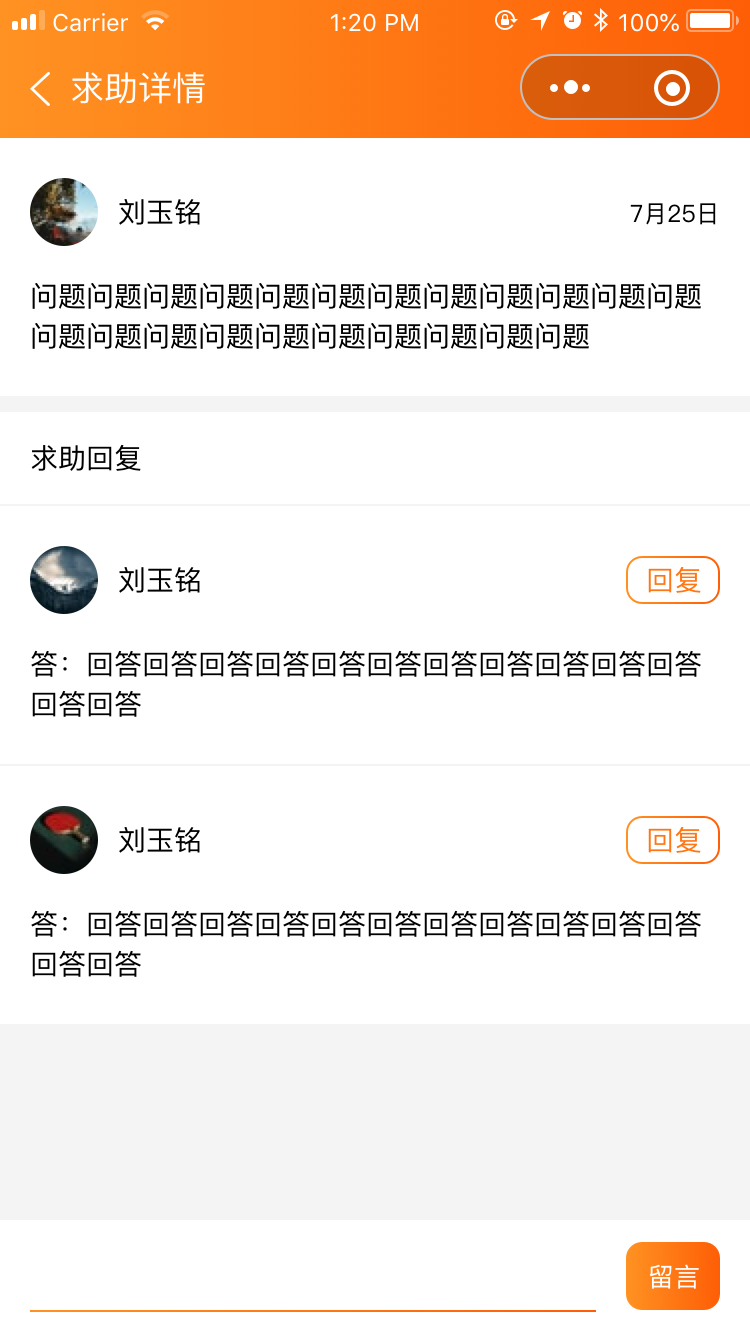 Carrier 1:20 PM 100%
求助详情
刘玉铭 7月25日
问题问题问题问题问题问题问题问题问题问题问题问题
问题问题问题问题问题问题问题问题问题问题
求助回复
刘玉铭 回复
答：回答回答回答回答回答回答回答回答回答回答回答
回答回答
刘玉铭 回复
答：回答回答回答回答回答回答回答回答回答回答回答
回答回答
留言